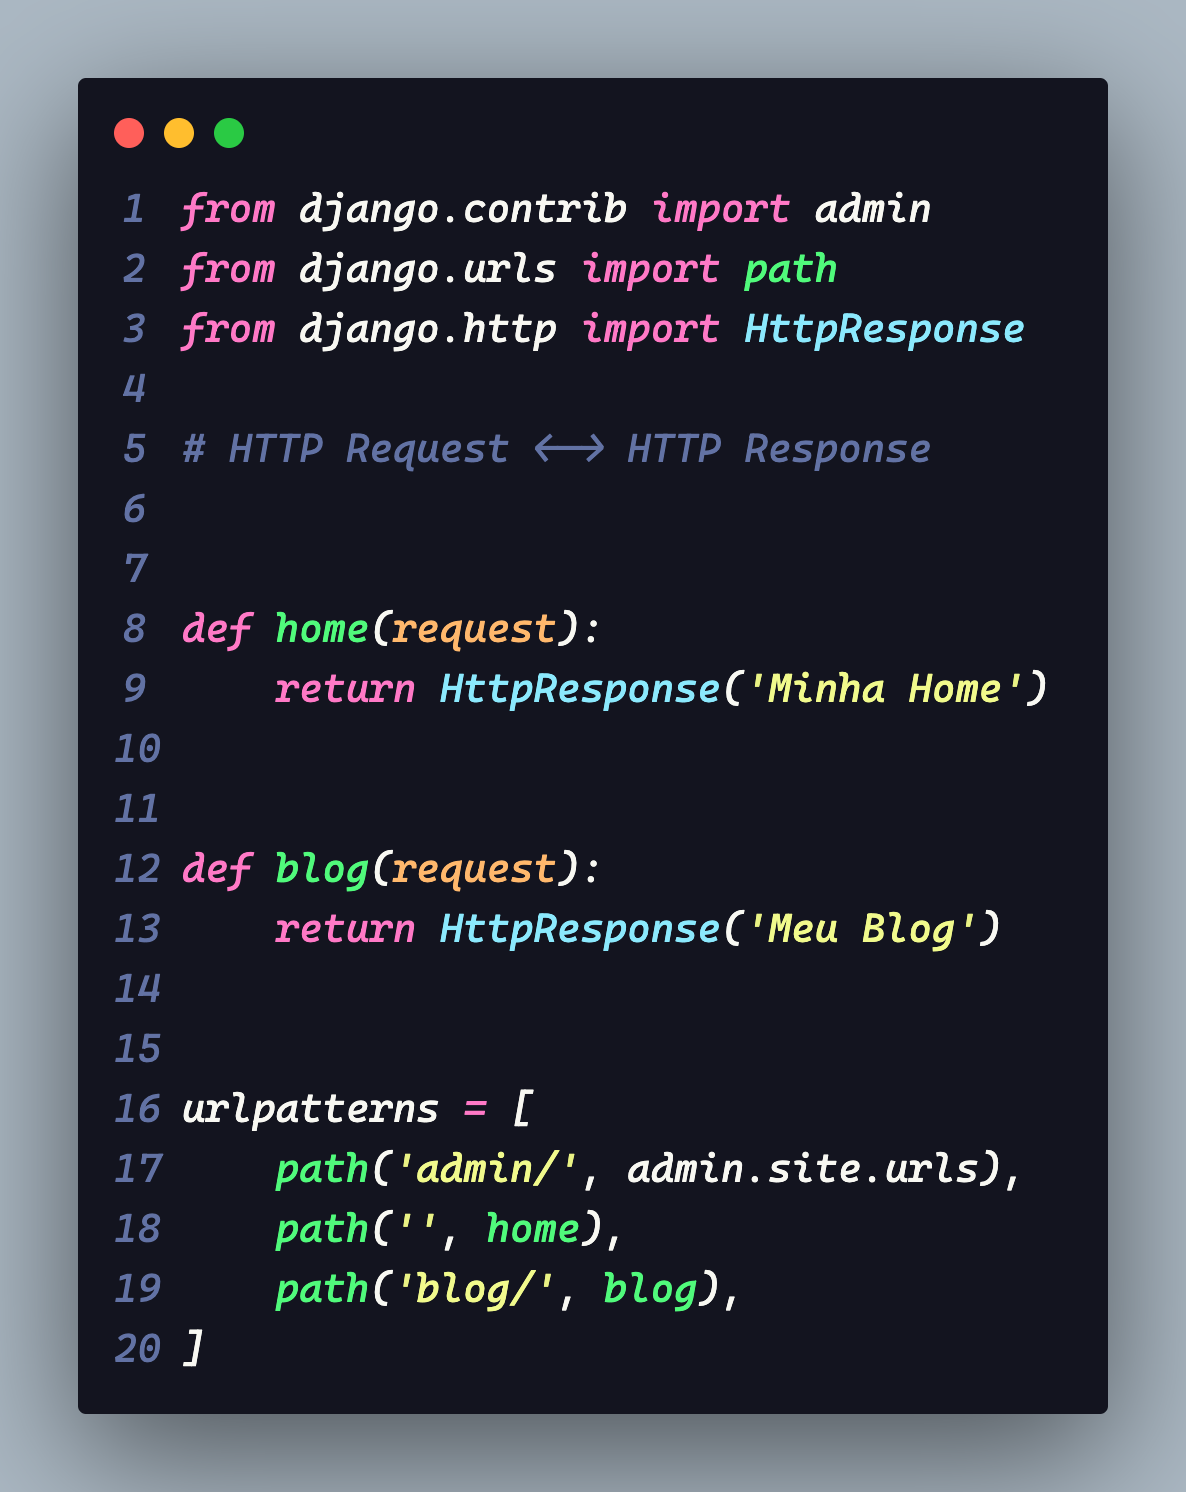 1 from django.contrib import admin
2 from django.urls import path
3 from django.http import HttpResponse
4
5 # HTTP Request <--> HTTP Response
6
7
8 def home(request):
9     return HttpResponse('Minha Home')
10
11
12 def blog(request):
13     return HttpResponse('Meu Blog')
14
15
16 urlpatterns = [
17     path('admin/', admin.site.urls),
18     path('', home),
19     path('blog/', blog),
20 ]